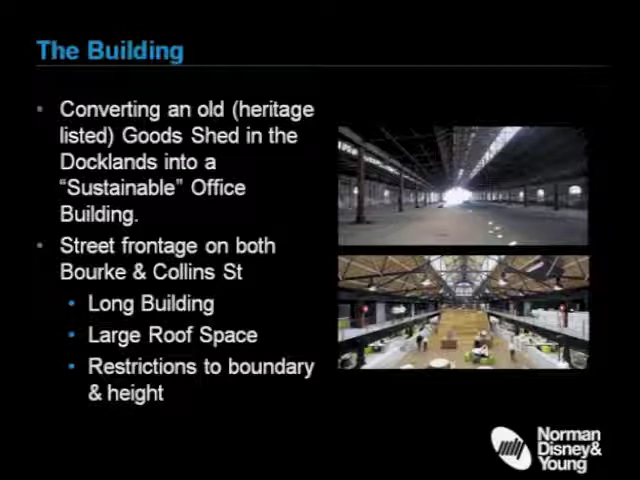 The Building
Converting an old (heritage
listed) Goods Shed in the
Docklands into a
“Sustainable” Office
Building.
Street frontage on both
Bourke & Collins St
Long Building
Large Roof Space
Restrictions to boundary
& height
Norman
Disney&
Young